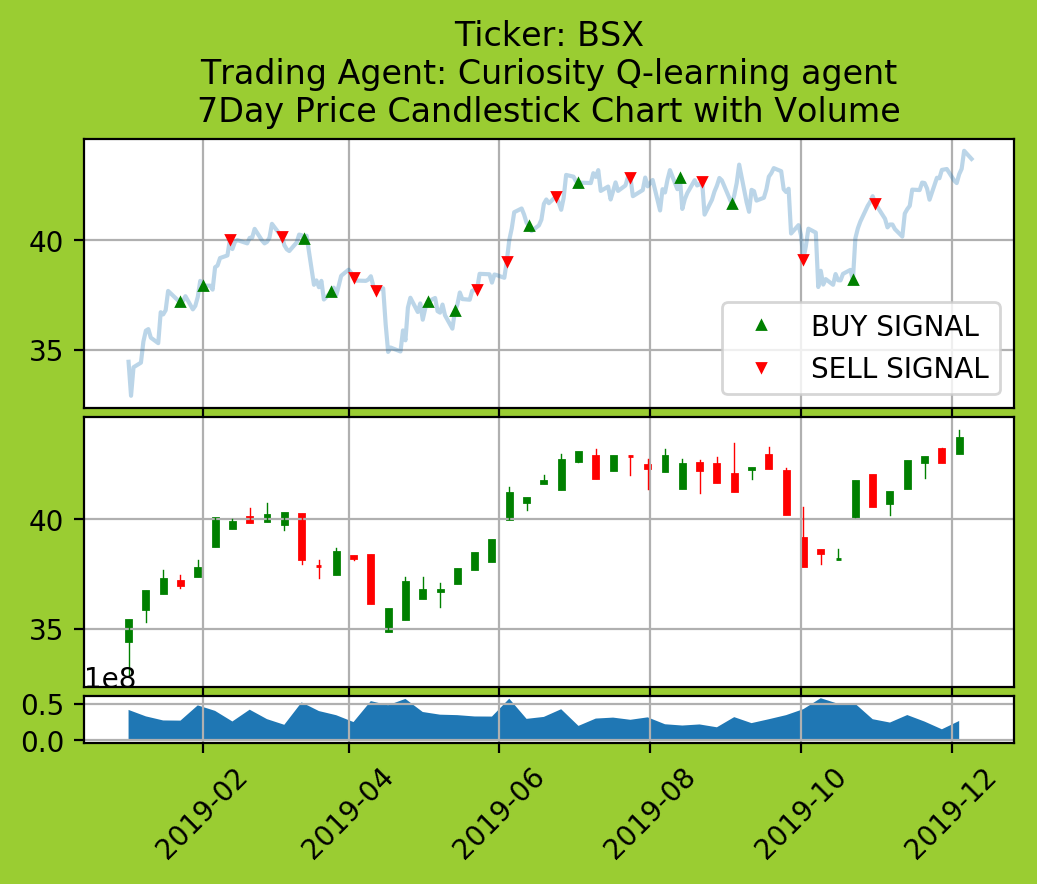 Ticker: BSX
Trading Agent: Curiosity Q-learning agent
7Day Price Candlestick Chart with Volume
40
35
BUY SIGNAL
SELL SIGNAL
40
35
1e8
0.5
0.0
2019-02
2019-04
2019-06
2019-08
2019-10
2019-12